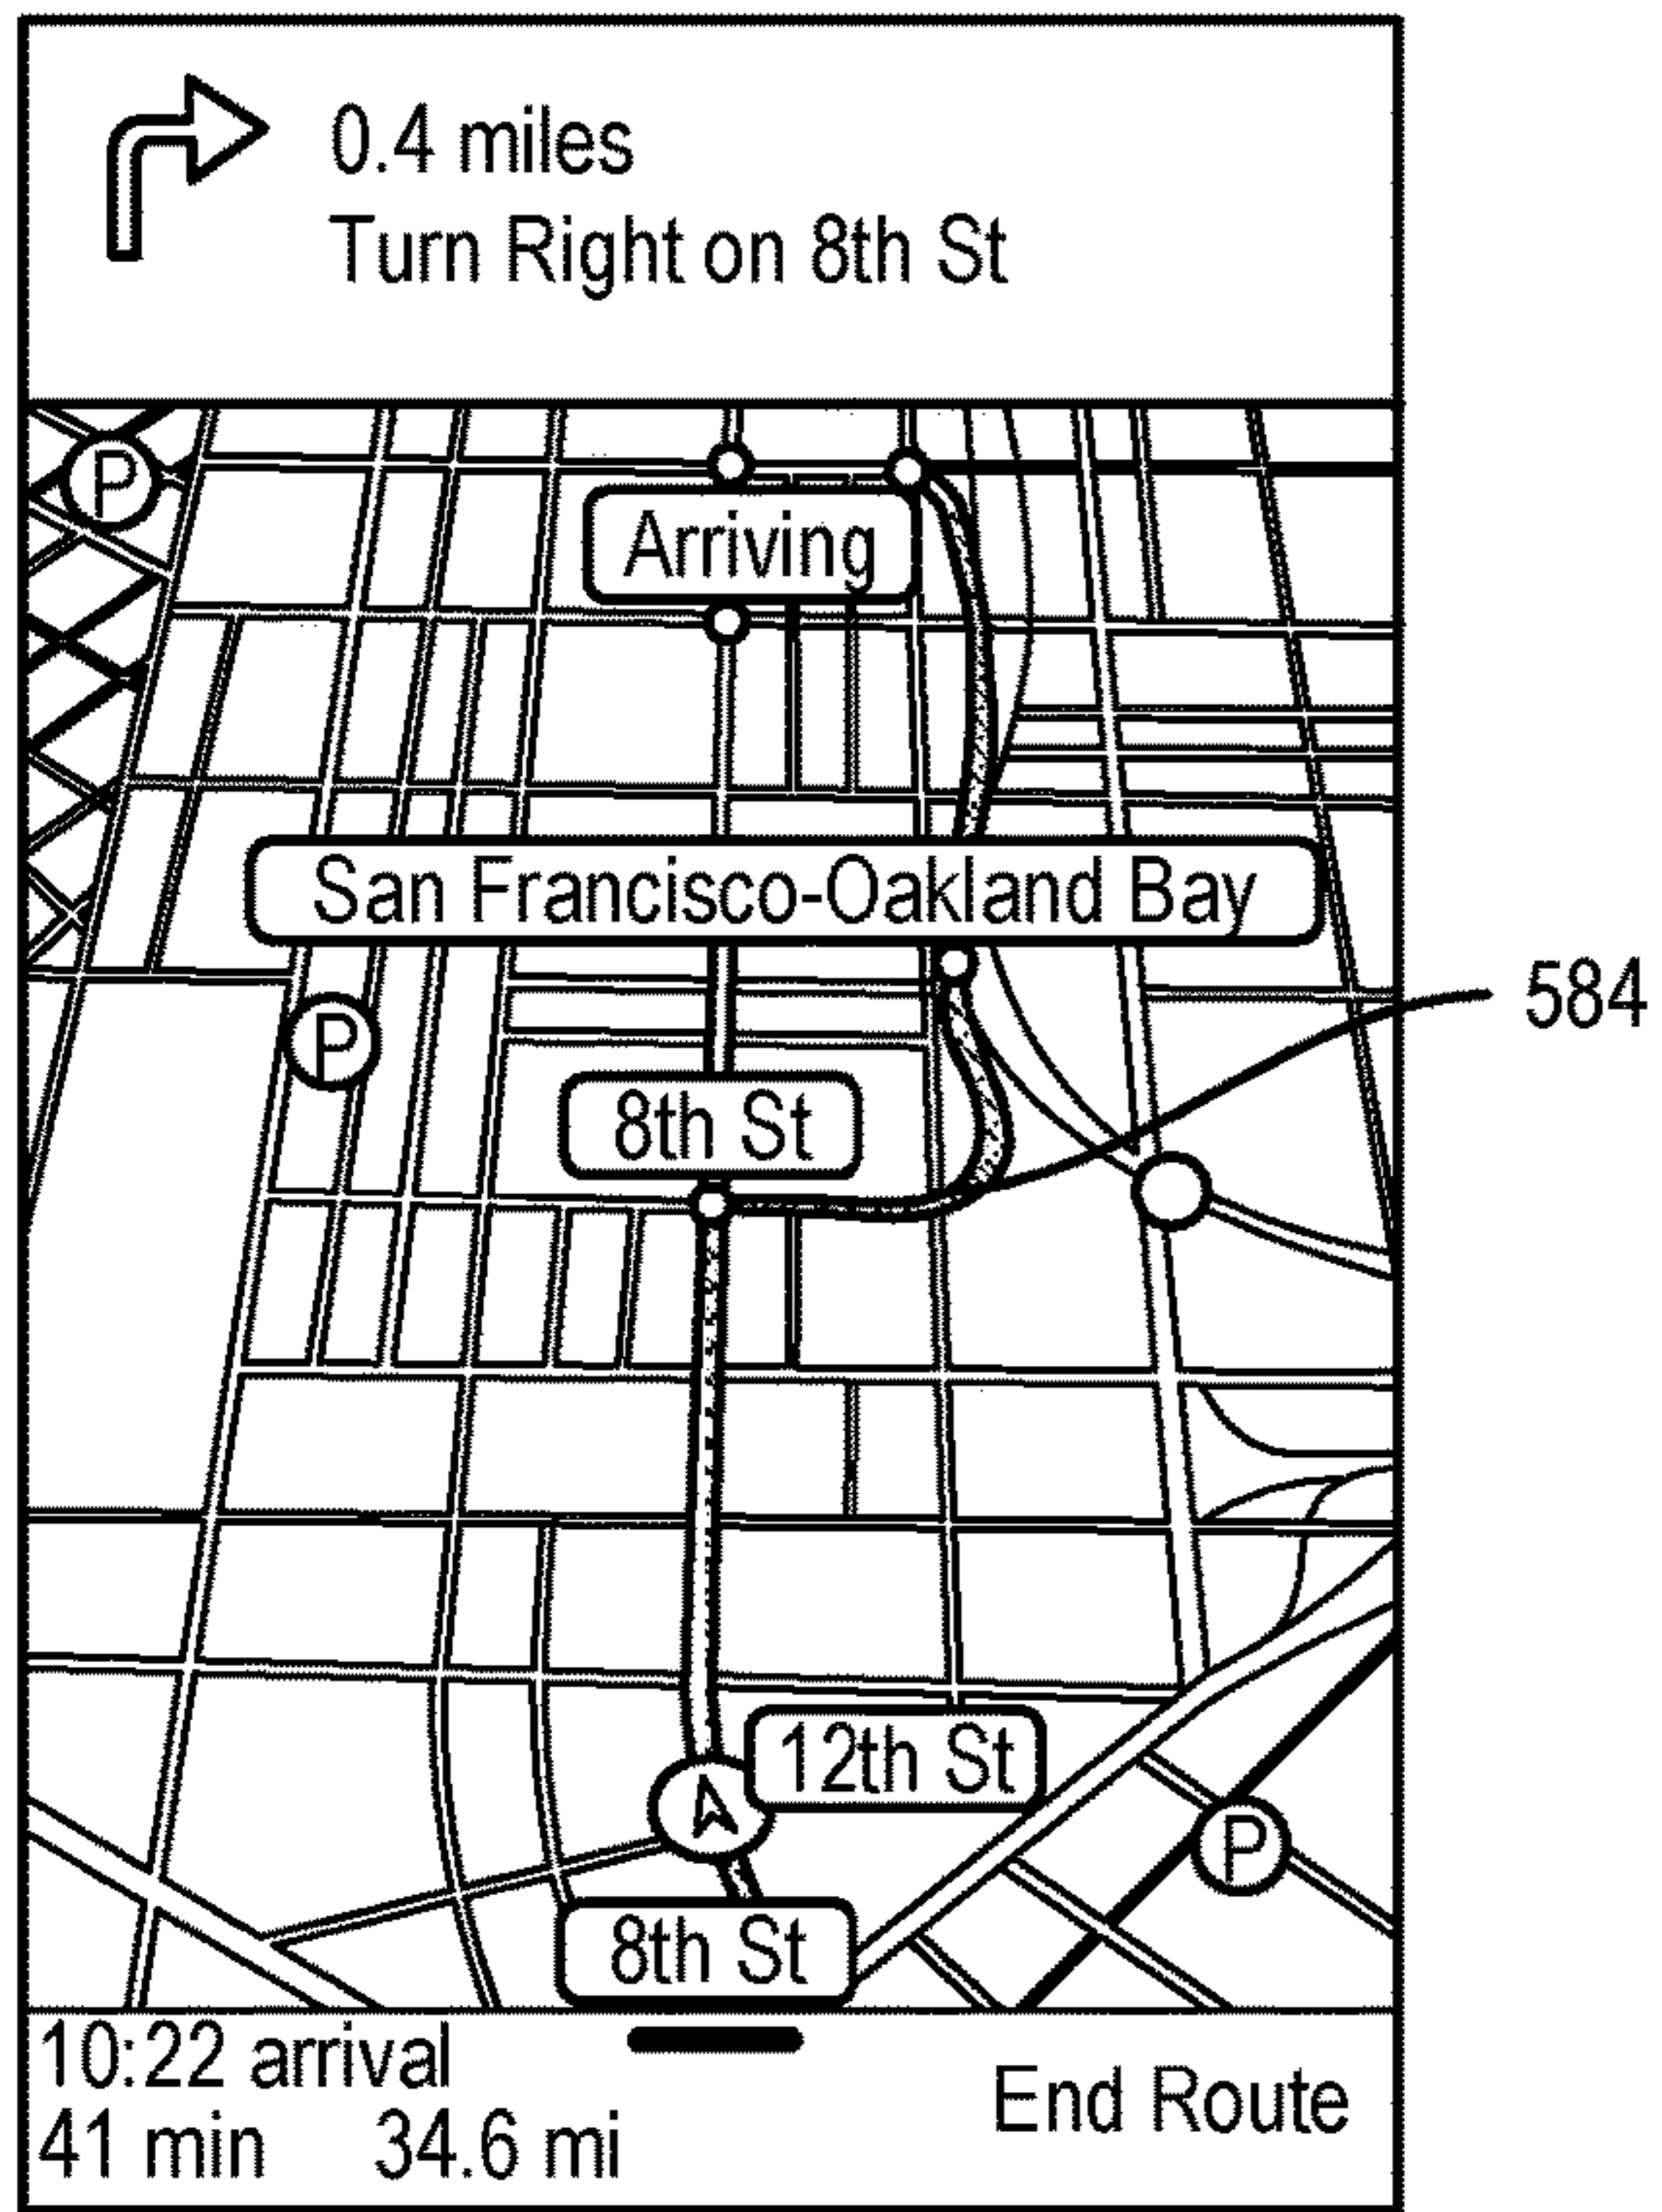 0.4 miles
Turn Right on 8th St
P
Arriving
San Francisco-Oakland Bay
584
P
8th St
12th St
P
8th St
10:22 arrival
41 min 34.6 mi
End Route